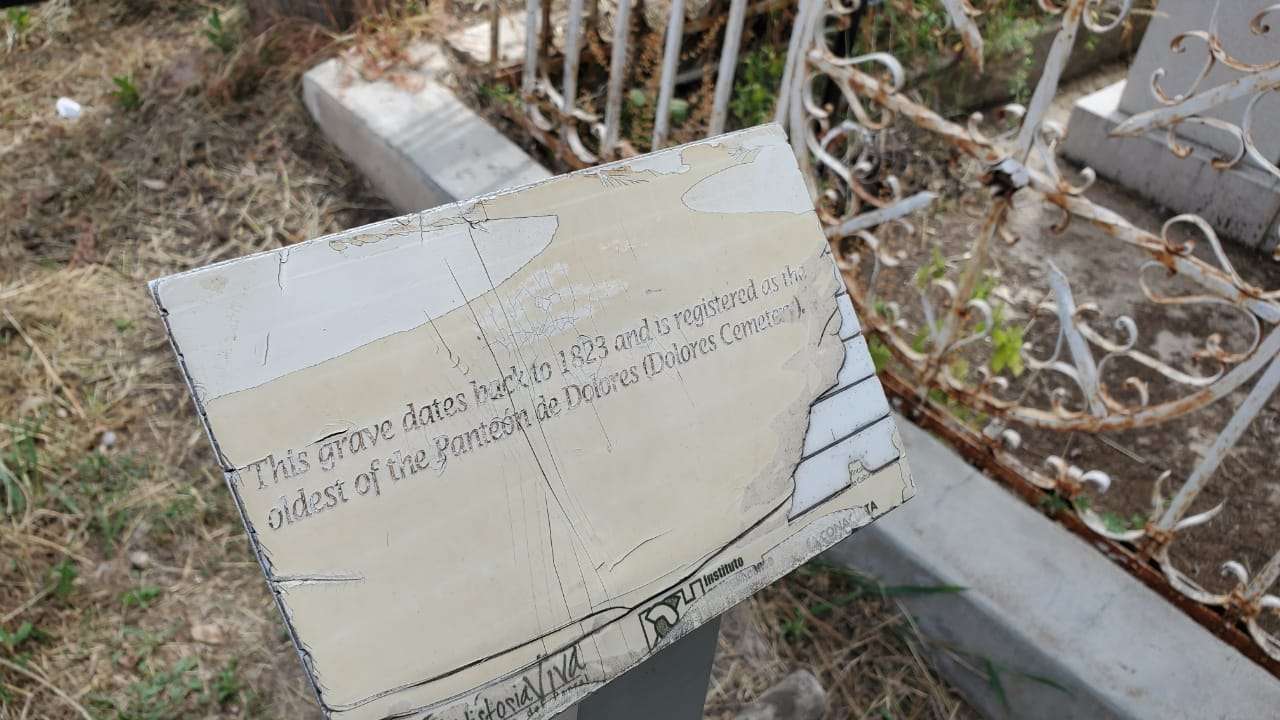 This grave dates back to 1823 and is registered as the
oldest of the Panteón de Dolores (Dolores Cemetery).
Instituto
Viva